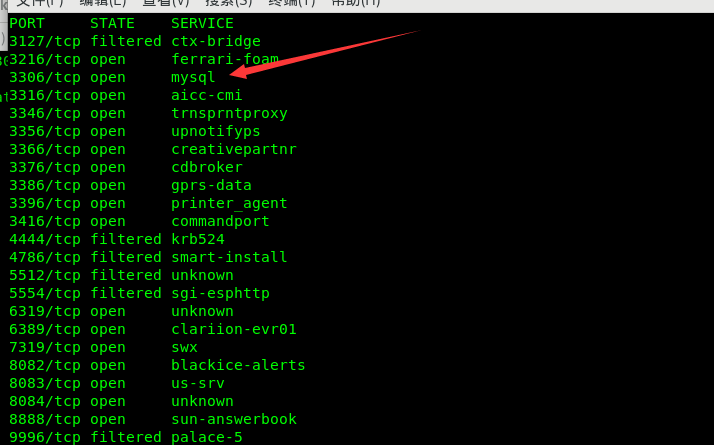 文件(F) 编辑(E) 查看(V) 搜索(S) 终端(T) 帮助(H)
PORT STATE SERVICE
3127/tcp filtered ctx-bridge
3216/tcp open ferrari-foam
3306/tcp open mysql
3316/tcp open aicc-cmi
3346/tcp open trnsprntproxy
3356/tcp open upnotifyps
3366/tcp open creativepartnr
3376/tcp open cdbroker
3386/tcp open gprs-data
3396/tcp open printer_agent
3416/tcp open commandport
4444/tcp filtered krb524
4786/tcp filtered smart-install
5512/tcp filtered unknown
5554/tcp filtered sgi-esphttp
6319/tcp open unknown
6389/tcp open clariion-evr01
7319/tcp open swx
8082/tcp open blackice-alerts
8083/tcp open us-srv
8084/tcp open unknown
8888/tcp open sun-answerbook
9996/tcp filtered palace-5